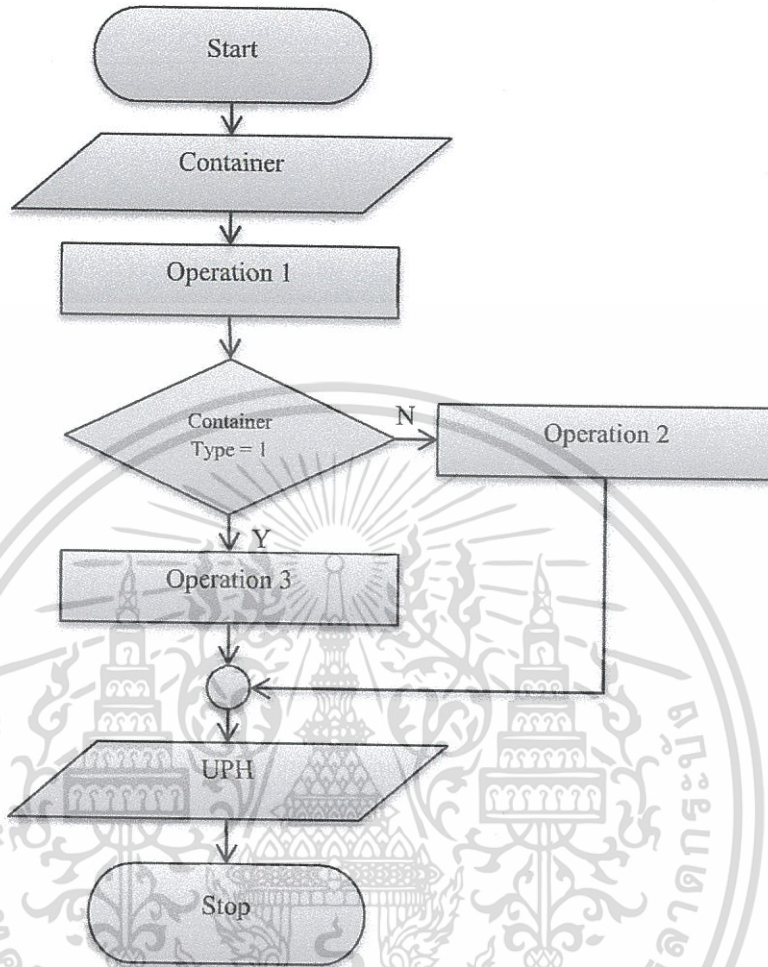 Start
Container
Operation 1
Container
Type = 1
N
Operation 2
Y
Operation 3
UPH
Stop